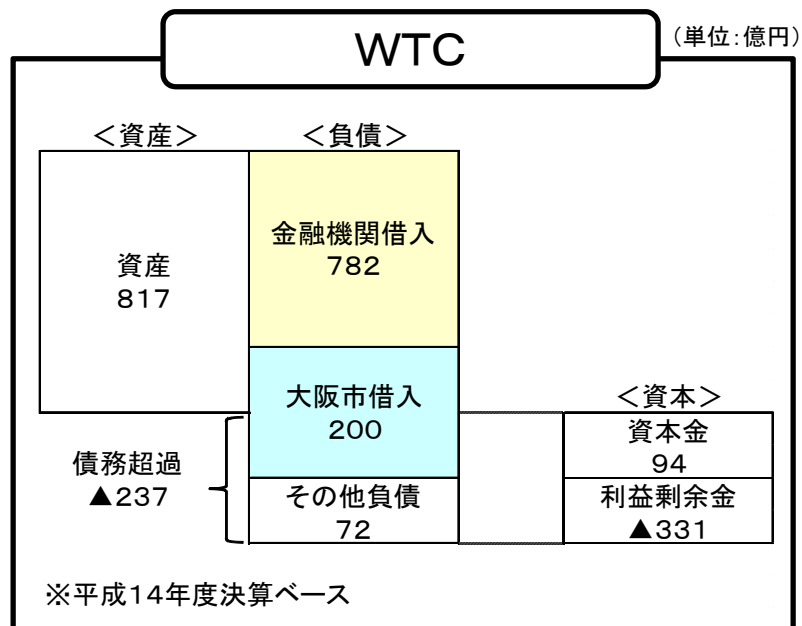 WTC
（単位：億円）
＜資産＞
＜負債＞
資産
817
金融機関借入
782
大阪市借入
200
その他負債
72
債務超過
▲237
＜資本＞
資本金
94
利益剰余金
▲331
※平成14年度決算ベース